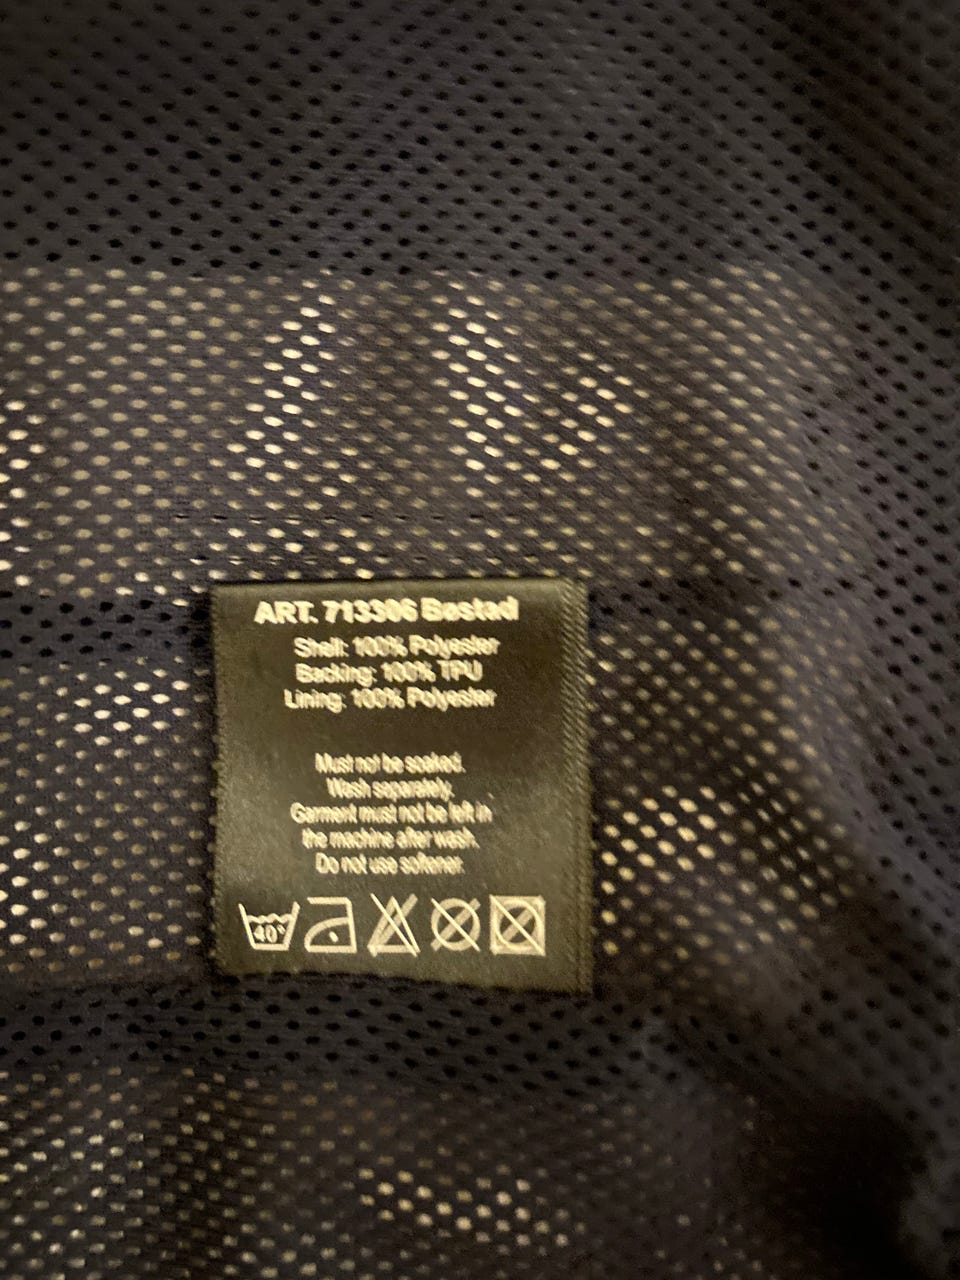 ART. 713306 Bøstad
Shell: 100% Polyester
Backing: 100% TPU
Lining: 100% Polyester
Must not be soaked.
Wash separately.
Garment must not be left in
the machine after wash.
Do not use softener.
40°